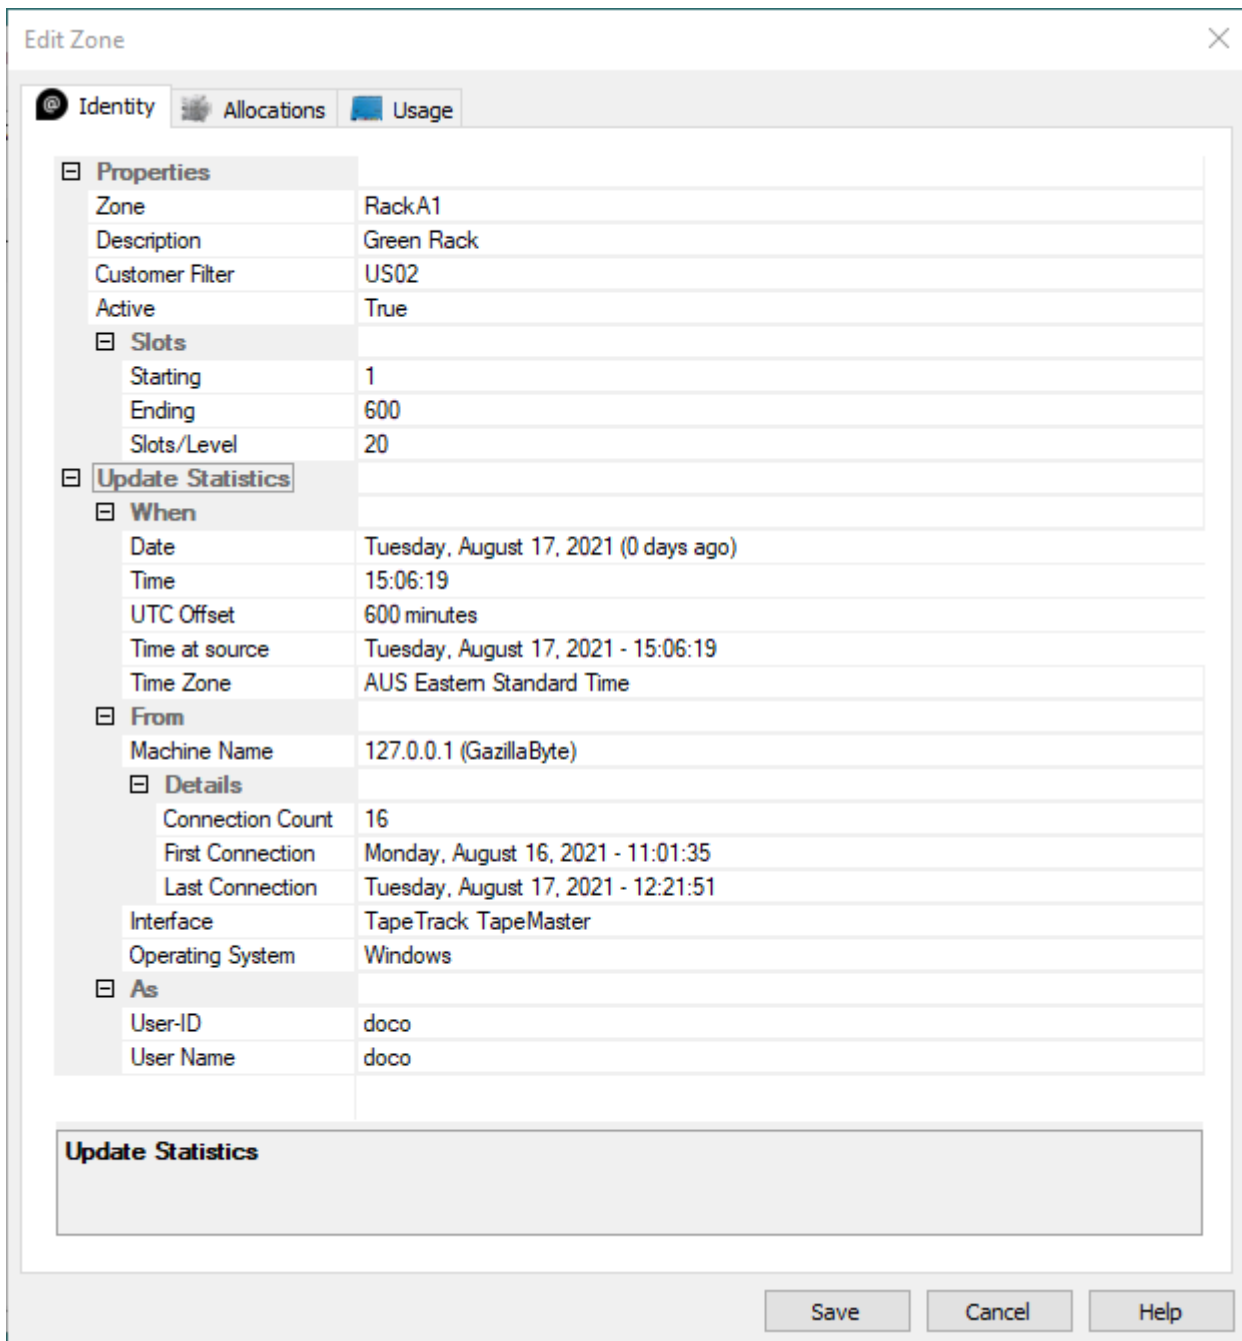 Edit Zone
Identity Allocations Usage
Properties
Zone RackA1
Description Green Rack
Customer Filter US02
Active True
Slots
Starting 1
Ending 600
Slots/Level 20
Update Statistics
When
Date Tuesday, August 17, 2021 (0 days ago)
Time 15:06:19
UTC Offset 600 minutes
Time at source Tuesday, August 17, 2021 - 15:06:19
Time Zone AUS Eastern Standard Time
From
Machine Name 127.0.0.1 (GazillaByte)
Details
Connection Count 16
First Connection Monday, August 16, 2021 - 11:01:35
Last Connection Tuesday, August 17, 2021 - 12:21:51
Interface TapeTrack TapeMaster
Operating System Windows
As
User-ID doco
User Name doco
Update Statistics
Save Cancel Help